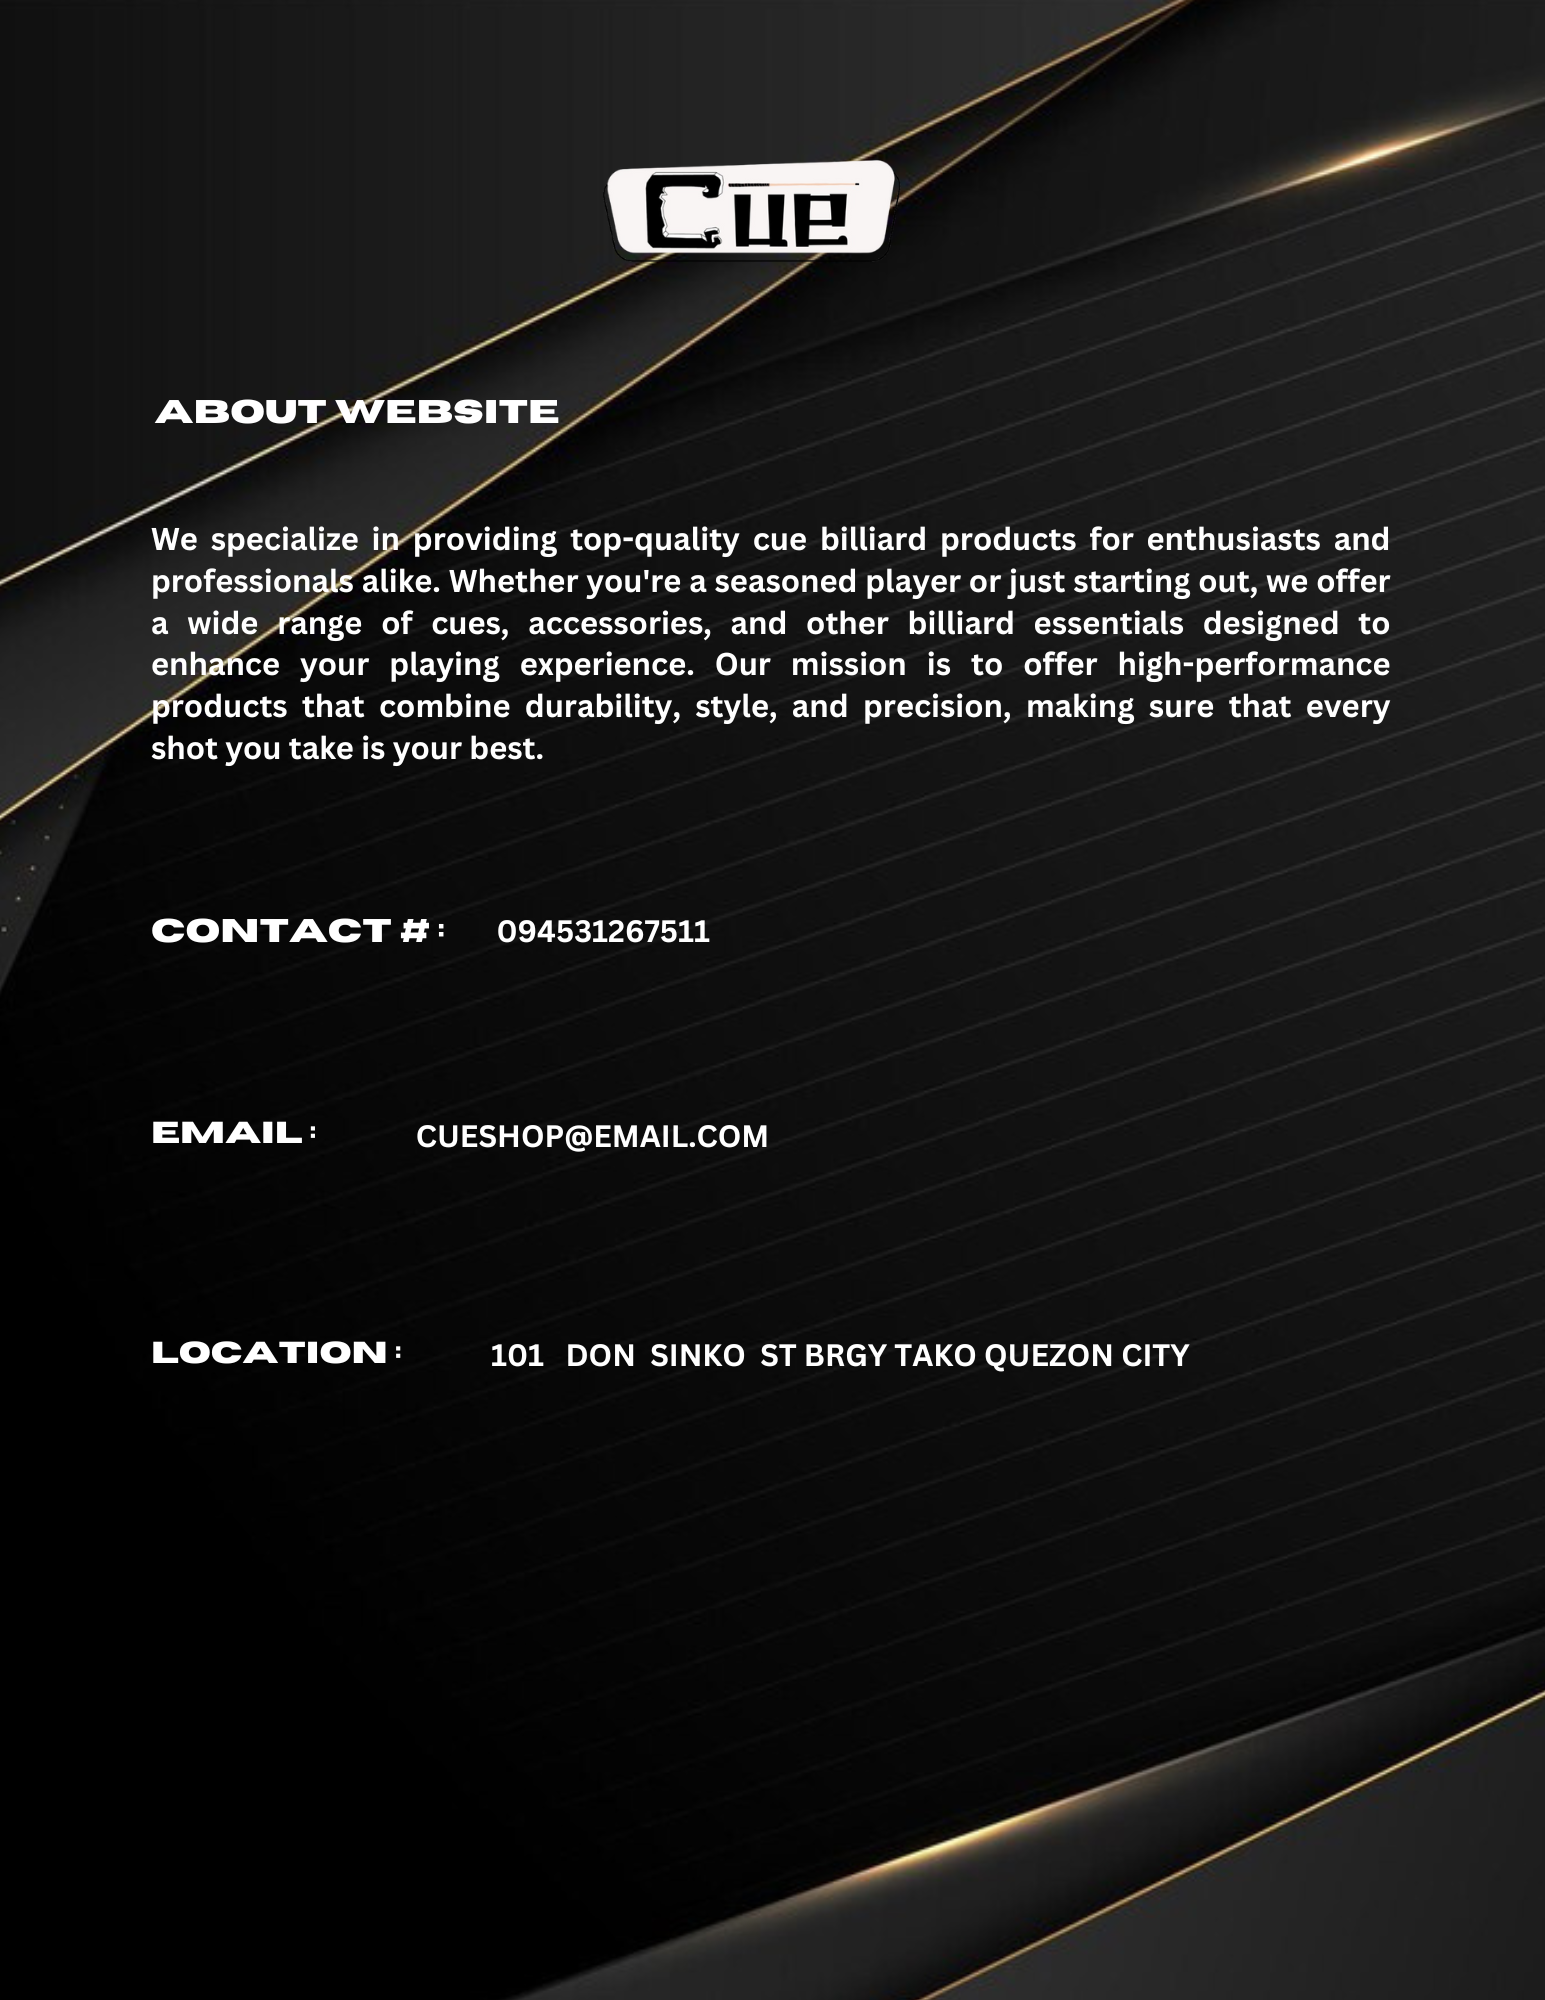 Cue
ABOUT WEBSITE
We specialize in providing top-quality cue billiard products for enthusiasts and
professionals alike. Whether you're a seasoned player or just starting out, we offer
a wide range of cues, accessories, and other billiard essentials designed to
enhance your playing experience. Our mission is to offer high-performance
products that combine durability, style, and precision, making sure that every
shot you take is your best.
CONTACT # : 094531267511
EMAIL : CUESHOP@EMAIL.COM
LOCATION : 101 DON SINKO ST BRGY TAKO QUEZON CITY